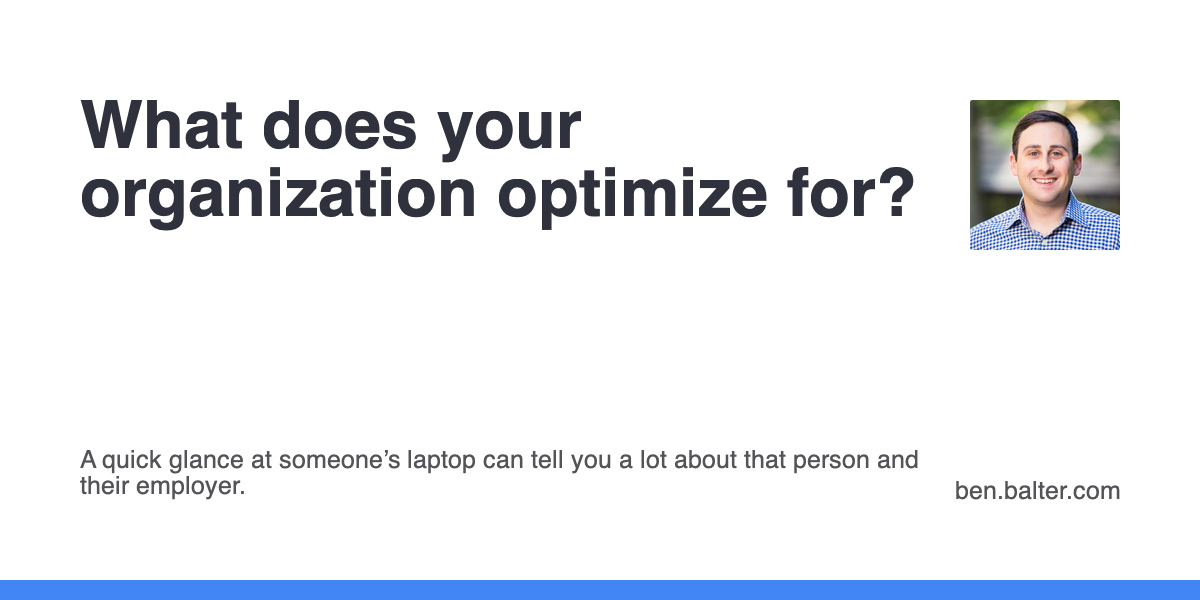 What does your
organization optimize for?
A quick glance at someone’s laptop can tell you a lot about that person and
their employer.
ben.balter.com